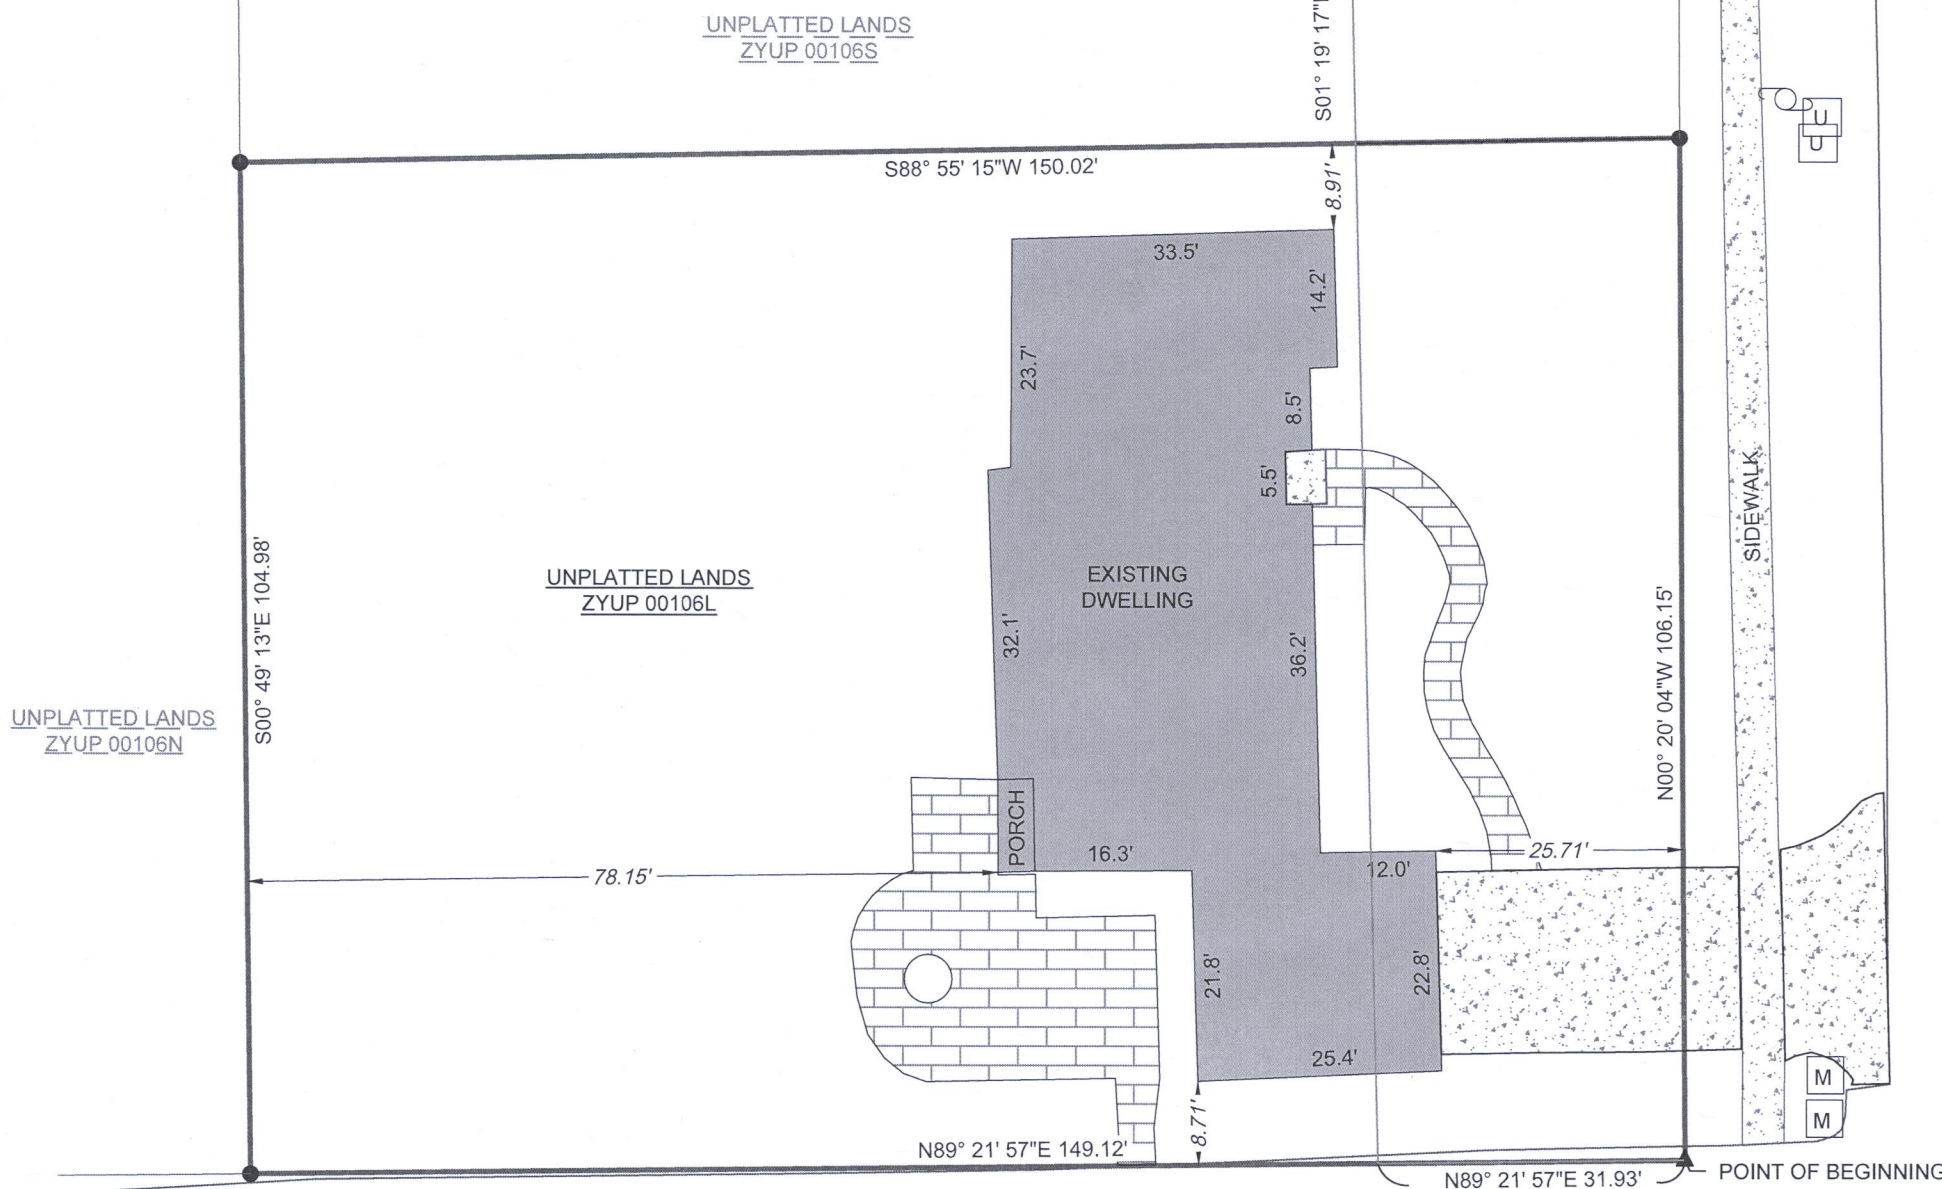 UNPLATTED LANDS
ZYUP 00106S
S01° 19' 17"
U
U
S88° 55' 15"W 150.02'
8.91'
33.5'
14.2'
23.7'
8.5'
5.5'
SIDEWALK
EXISTING
DWELLING
UNPLATTED LANDS
ZYUP 00106L
S00° 49' 13"E 104.98'
32.1'
36.2'
N00° 20' 04"W 106.15'
UNPLATTED LANDS
ZYUP 00106N
PORCH
16.3'
12.0'
25.71'
78.15'
21.8'
22.8'
25.4'
M
M
8.71'
N89° 21' 57"E 149.12'
N89° 21' 57"E 31.93'
POINT OF BEGINNING